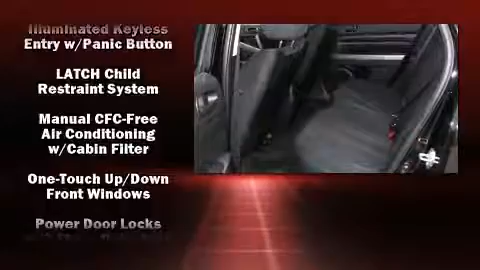 Illuminated Keyless
Entry w/Panic Button
LATCH Child
Restraint System
Manual CFC-Free
Air Conditioning
w/Cabin Filter
One-Touch Up/Down
Front Windows
Power Door Locks